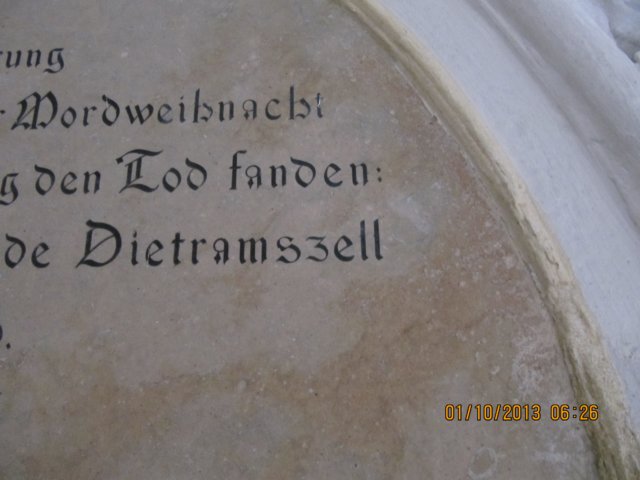 rung
r Mordweihnacht
g den Tod fanden:
de Dietramszell
.
01/10/2013 06:26